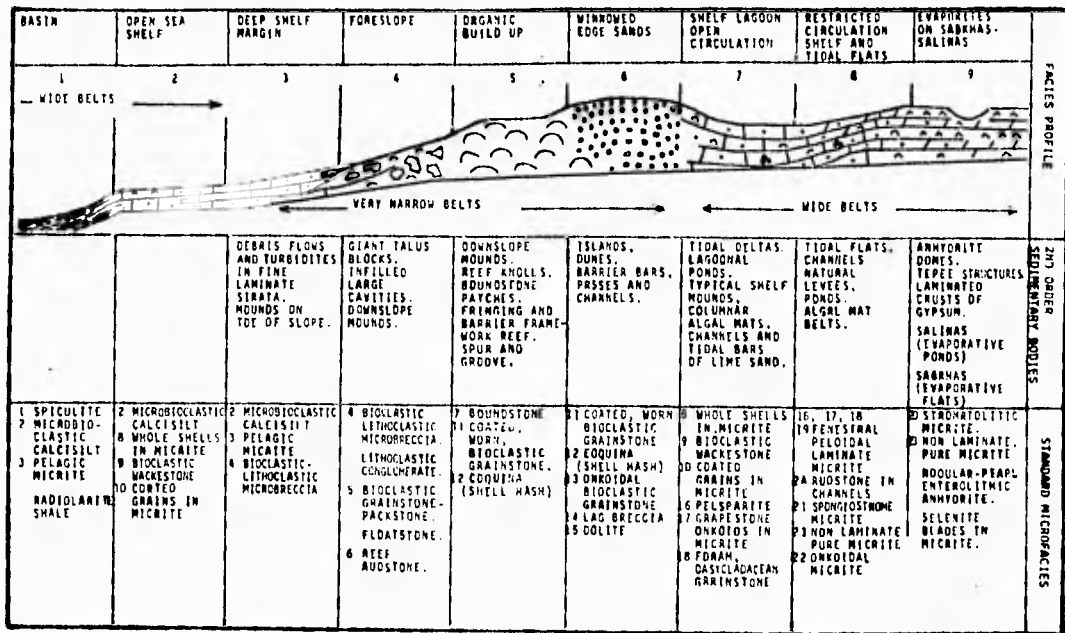 BASIN
OPEN SEA
SHELF
DEEP SHELF
MARGIN
FORESLOPE
ORGANIC
BUILD UP
WINNOWED
EDGE SANDS
SHELF LAGOON
OPEN
CIRCULATION
RESTRICTED
CIRCULATION
SHELF AND
TIDAL FLATS
EVAPORITES
ON SABKHAS-
SALINAS
FACIES PROFILE
1
2
3
4
5
6
7
8
9
WIDE BELTS
VERY NARROW BELTS
WIDE BELTS
DEBRIS FLOWS
AND TURBIDITES
IN FINE
LAMINATE
STRATA.
MOUNDS ON
TOE OF SLOPE.
GIANT TALUS
BLOCKS.
INFILLED
LARGE
CAVITIES.
DOWNSLOPE
MOUNDS.
DOWNSLOPE
MOUNDS.
REEF KNOLLS.
BOUNDSTONE
PATCHES.
FRINGING AND
BARRIER FRAME-
WORK REEF.
SPUR AND
GROOVE.
ISLANDS,
DUNES.
BARRIER BARS,
PASSES AND
CHANNELS.
TIDAL DELTAS.
LAGOONAL
PONDS.
TYPICAL SHELF
MOUNDS.
COLUMNAR
ALGAL MATS.
CHANNELS AND
TIDAL BARS
OF LIME SAND.
TIDAL FLATS.
CHANNELS
NATURAL
LEVEES,
PONDS.
ALGAL MAT
BELTS.
ANHYDRITE
DOMES.
TEPEE STRUCTURES
LAMINATED
CRUSTS OF
GYPSUM.
SALINAS
(EVAPORATIVE
PONDS)
SABKHAS
(EVAPORATIVE
FLATS)
2ND ORDER
SEDIMENTARY BODIES
1 SPICULITE
2 MICROBIO-
CLASTIC
CALCISILT
3 PELAGIC
MICRITE
RADIOLARITE
SHALE
2 MICROBIOCLASTIC
CALCISILT
8 WHOLE SHELLS
IN MICRITE
9 BIOCLASTIC
WACKESTONE
10 COATED
GRAINS IN
MICRITE
2 MICROBIOCLASTIC
CALCISILT
3 PELAGIC
MICRITE
4 BIOCLASTIC-
LITHOCLASTIC
MICROBRECCIA
4 BIOCLASTIC
LITHOCLASTIC
MICROBRECCIA.
LITHOCLASTIC
CONGLOMERATE.
5 BIOCLASTIC
GRAINSTONE-
PACKSTONE.
FLOATSTONE.
6 REEF
RUDSTONE.
7 BOUNDSTONE
11 COATED,
WORN,
BIOCLASTIC
GRAINSTONE.
12 COQUINA
(SHELL HASH)
11 COATED, WORN
BIOCLASTIC
GRAINSTONE
12 COQUINA
(SHELL HASH)
13 ONKOIDAL
BIOCLASTIC
GRAINSTONE
14 LAG BRECCIA
15 OOLITE
8 WHOLE SHELLS
IN MICRITE
9 BIOCLASTIC
WACKESTONE
10 COATED
GRAINS IN
MICRITE
16 PELSPARITE
17 GRAPESTONE
ONKOIDS IN
MICRITE
18 FORAM,
DASYCLADACEAN
GRAINSTONE
16, 17, 18
19 FENESTRAL
PELOIDAL
LAMINATE
MICRITE
24 RUDSTONE IN
CHANNELS
21 SPONGIOSTROME
MICRITE
23 NON LAMINATE
PURE MICRITE
22 ONKOIDAL
MICRITE
20 STROMATOLITIC
MICRITE.
23 NON LAMINATE,
PURE MICRITE
NODULAR-PEARL
ENTEROLITHIC
ANHYDRITE.
SELENITE
BLADES IN
MICRITE.
STANDARD MICROFACIES